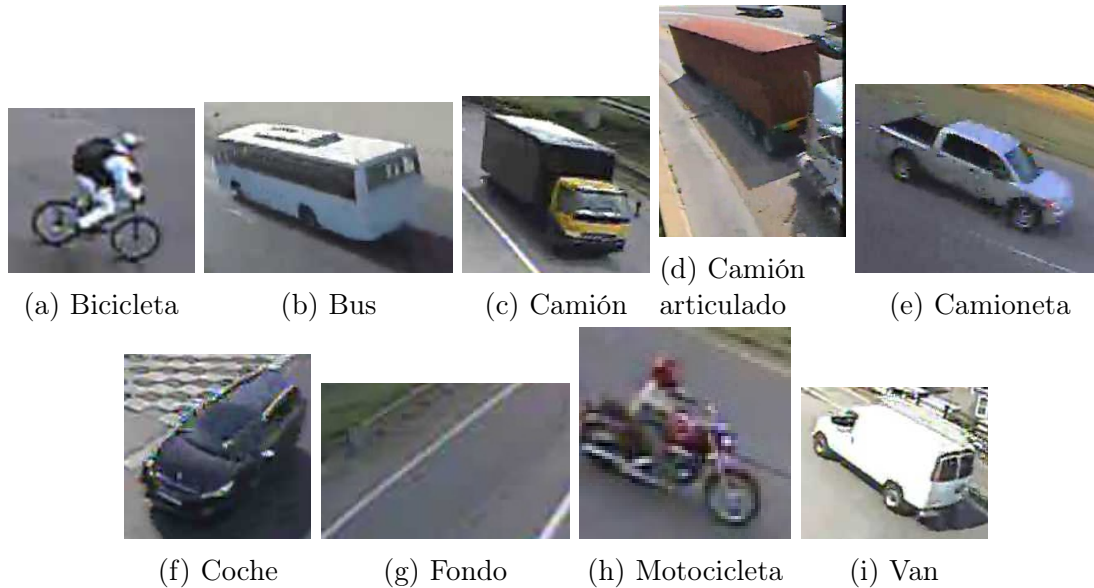 (a) Bicicleta
(b) Bus
(c) Camión
(d) Camión
articulado
(e) Camioneta
(f) Coche
(g) Fondo
(h) Motocicleta
(i) Van